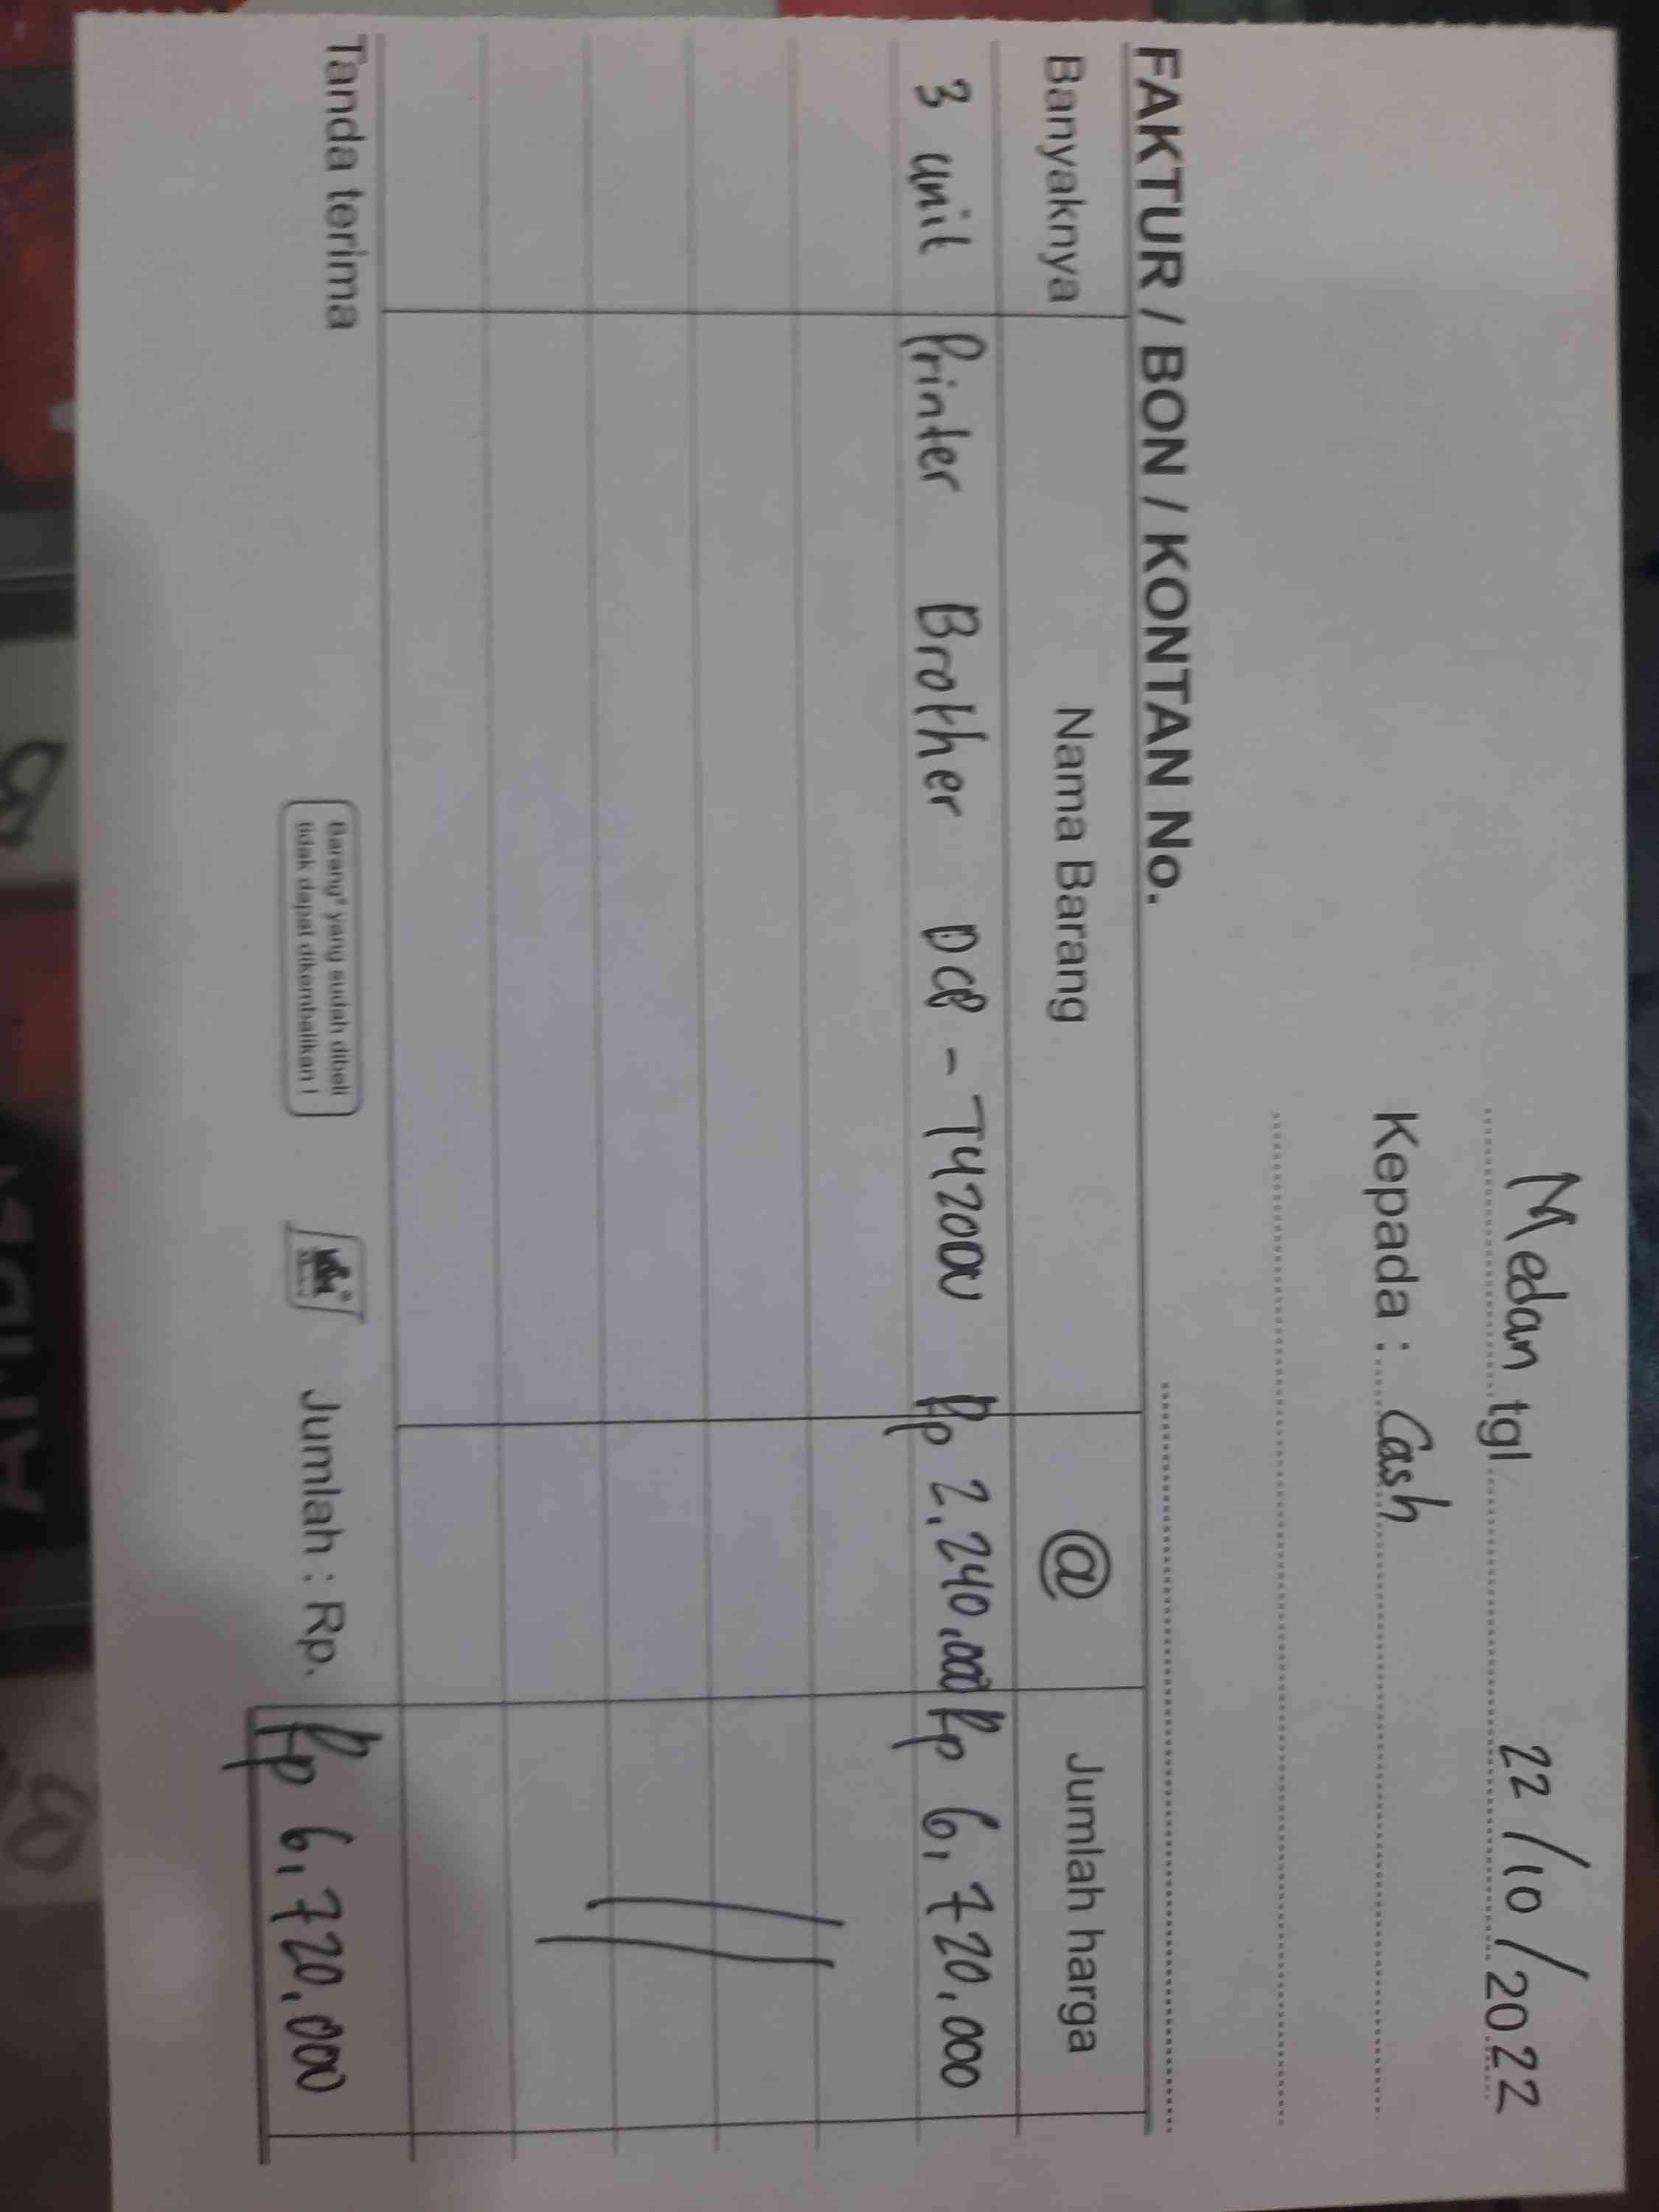 Medan tgl 22/10/2022
Kepada : Cash
FAKTUR / BON / KONTAN No.
Banyaknya Nama Barang @ Jumlah harga
3 unit Printer Brother DCP - T4200 Rp 2.240.000 Rp 6,720.000
Tanda terima Jumlah : Rp. Rp 6,720.000
Barang² yang sudah dibeli
tidak dapat dikembalikan !